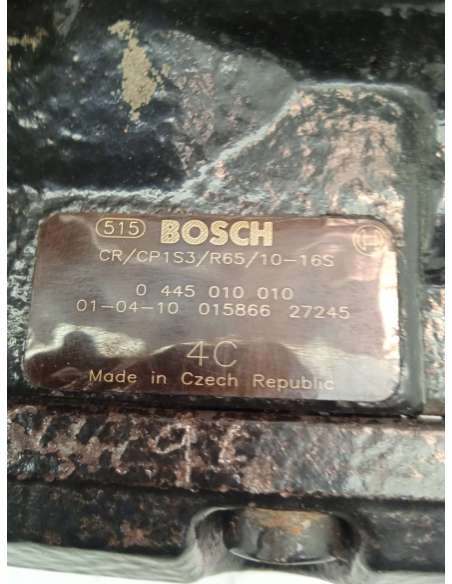 515 BOSCH
CR/CP1S3/R65/10-16S
0 445 010 010
01-04-10 015866 27245
4C
Made in Czech Republic